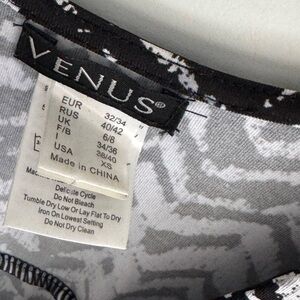 VENUS®
EUR 32/34
RUS 40/42
UK 6/8
F/B 34/36
I 38/40
USA XS
Made in CHINA
Delicate Cycle
Do Not Bleach
Tumble Dry Low or Lay Flat To Dry
Iron on Lowest Setting
Do Not Dry Clean